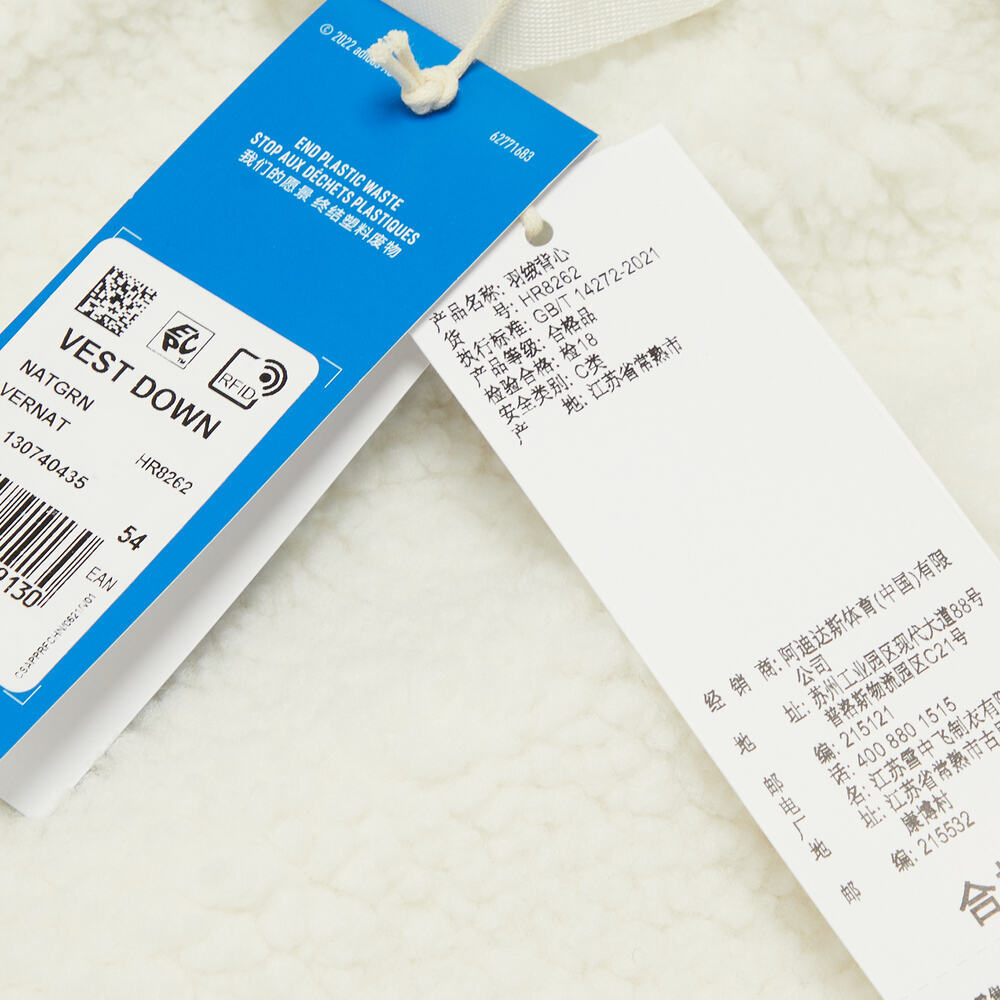 © 2022 adidas AG
62771683
END PLASTIC WASTE
STOP AUX DÉCHETS PLASTIQUES
我们的愿景 终结塑料废物
EPC
TM
RFID
VEST DOWN
NATGRN
VERNAT
130740435
HR8262
54
EAN
9130
产品名称: 羽绒背心
货 号: HR8262
执行标准: GB/T 14272-2021
产品等级: 合格品
检验合格: 检18
安全类别: C类
产 地: 江苏省常熟市
经 销 商: 阿迪达斯体育(中国)有限
公司
地 址: 苏州工业园区现代大道88号
普格斯物流园区C21号
邮 编: 215121
电 话: 400 880 1515
厂 名: 江苏雪中飞制衣有限
地 址: 江苏省常熟市古
康博村
邮 编: 215532
合